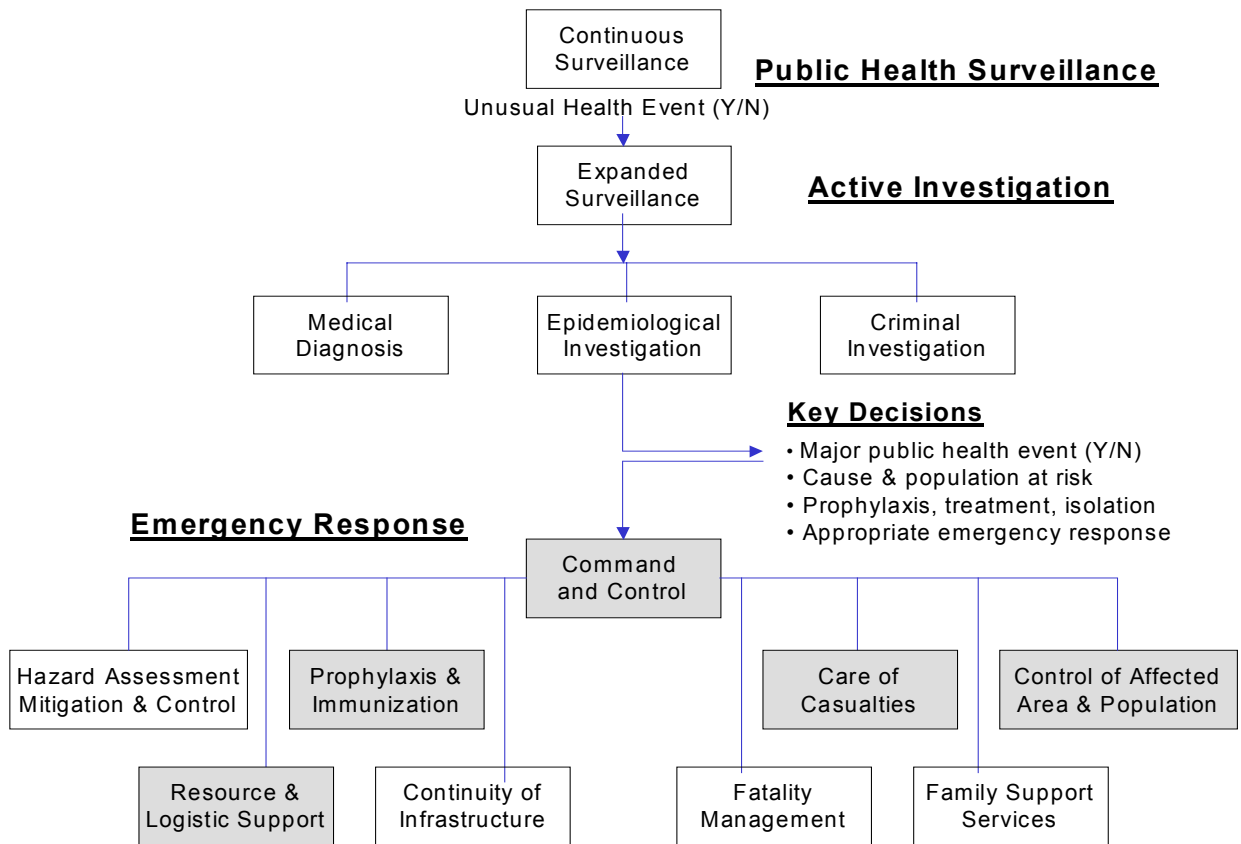 Continuous
Surveillance
Public Health Surveillance
Unusual Health Event (Y/N)
Expanded
Surveillance
Active Investigation
Medical
Diagnosis
Epidemiological
Investigation
Criminal
Investigation
Key Decisions
• Major public health event (Y/N)
• Cause & population at risk
• Prophylaxis, treatment, isolation
• Appropriate emergency response
Emergency Response
Command
and Control
Hazard Assessment
Mitigation & Control
Prophylaxis &
Immunization
Care of
Casualties
Control of Affected
Area & Population
Resource &
Logistic Support
Continuity of
Infrastructure
Fatality
Management
Family Support
Services